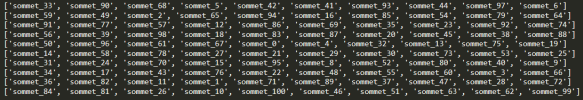 ['sommet_33', 'sommet_90', 'sommet_68', 'sommet_5', 'sommet_42', 'sommet_41', 'sommet_93', 'sommet_44', 'sommet_97', 'sommet_6']
['sommet_59', 'sommet_49', 'sommet_2', 'sommet_65', 'sommet_94', 'sommet_16', 'sommet_85', 'sommet_54', 'sommet_79', 'sommet_64']
['sommet_91', 'sommet_77', 'sommet_57', 'sommet_12', 'sommet_86', 'sommet_69', 'sommet_35', 'sommet_23', 'sommet_92', 'sommet_74']
['sommet_56', 'sommet_39', 'sommet_98', 'sommet_18', 'sommet_83', 'sommet_87', 'sommet_20', 'sommet_45', 'sommet_38', 'sommet_88']
['sommet_96', 'sommet_61', 'sommet_82', 'sommet_67', 'sommet_0', 'sommet_4', 'sommet_32', 'sommet_13', 'sommet_75', 'sommet_19']
['sommet_14', 'sommet_58', 'sommet_78', 'sommet_27', 'sommet_21', 'sommet_29', 'sommet_30', 'sommet_73', 'sommet_53', 'sommet_25']
['sommet_31', 'sommet_24', 'sommet_70', 'sommet_15', 'sommet_95', 'sommet_8', 'sommet_52', 'sommet_80', 'sommet_40', 'sommet_9']
['sommet_34', 'sommet_17', 'sommet_43', 'sommet_76', 'sommet_22', 'sommet_48', 'sommet_55', 'sommet_60', 'sommet_3', 'sommet_66']
['sommet_36', 'sommet_82', 'sommet_11', 'sommet_1', 'sommet_71', 'sommet_89', 'sommet_37', 'sommet_47', 'sommet_28', 'sommet_72']
['sommet_84', 'sommet_81', 'sommet_26', 'sommet_10', 'sommet_100', 'sommet_46', 'sommet_51', 'sommet_63', 'sommet_62', 'sommet_99']